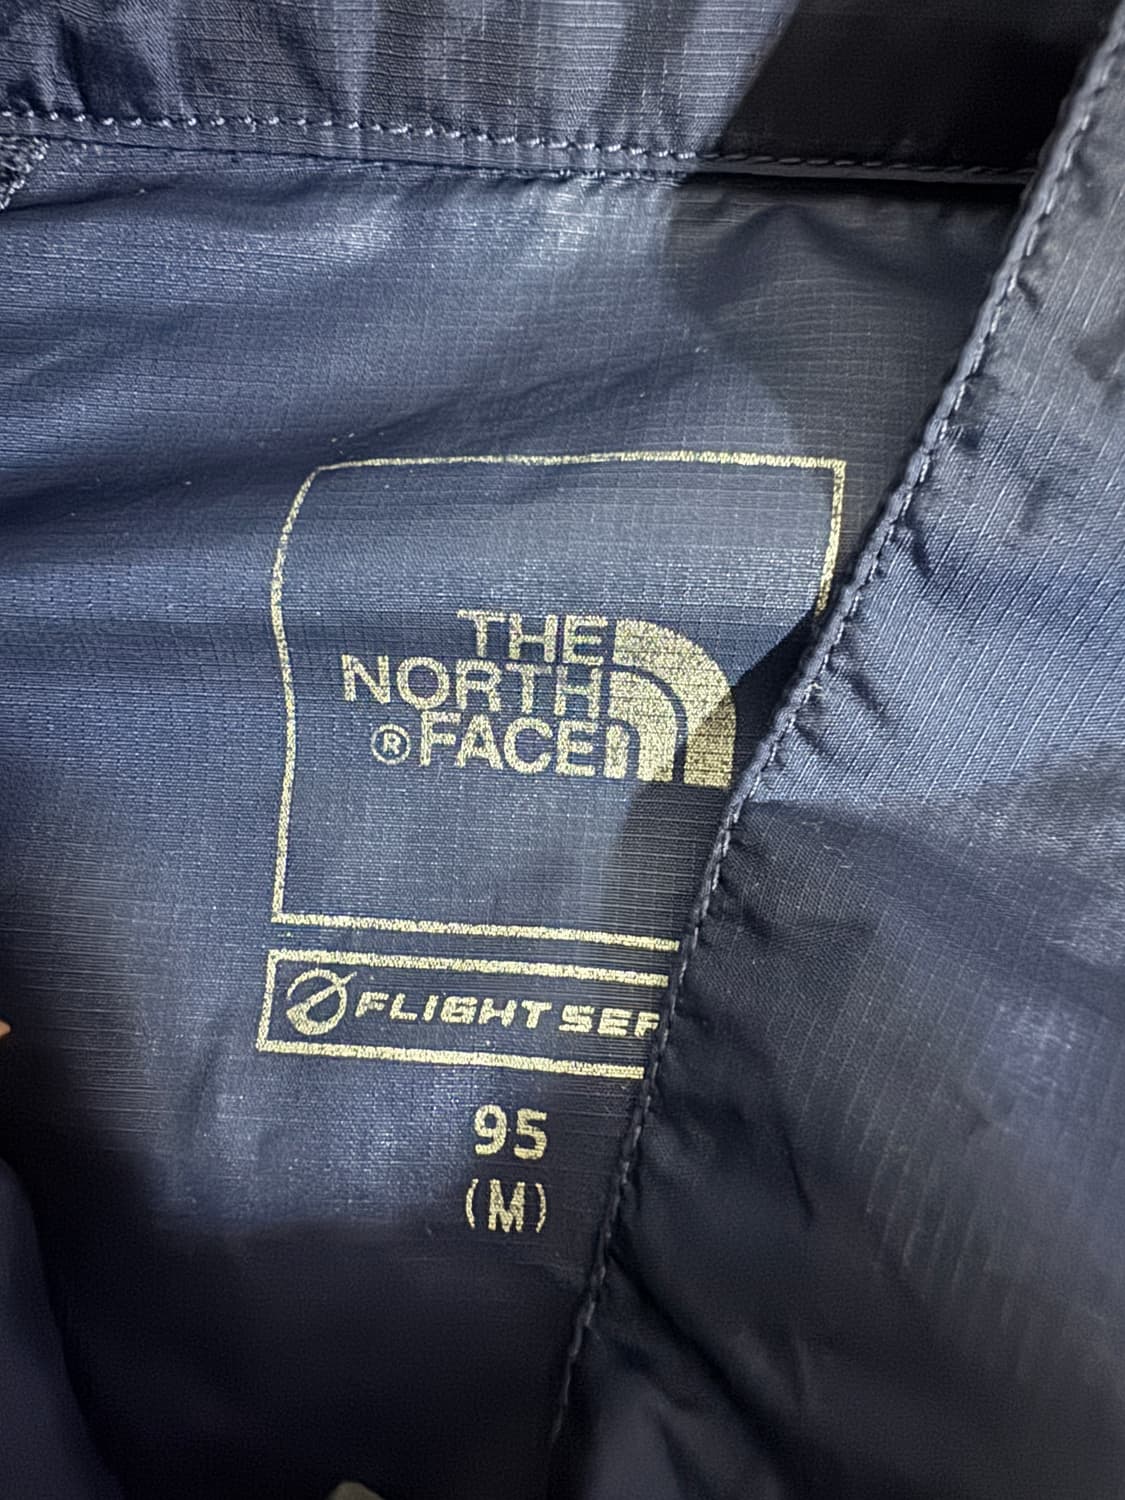 THE
NORTH
® FACE
FLIGHT SER
95
(M)